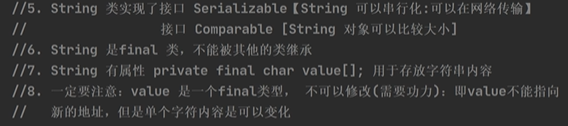 //5. String 类实现了接口 Serializable【String 可以串行化:可以在网络传输】
// 接口 Comparable [String 对象可以比较大小]
//6. String 是final 类，不能被其他的类继承
//7. String 有属性 private final char value[]; 用于存放字符串内容
//8. 一定要注意：value 是一个final类型， 不可以修改(需要功力)：即value不能指向
// 新的地址，但是单个字符内容是可以变化